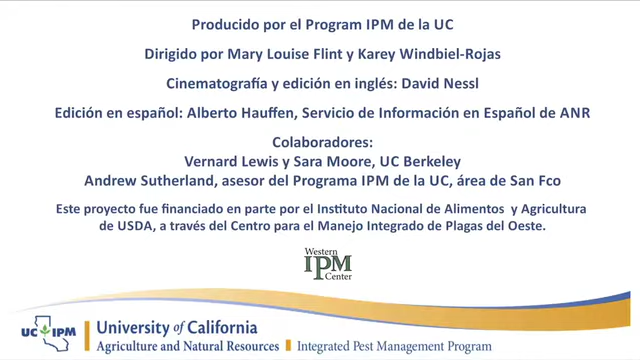 Producido por el Program IPM de la UC
Dirigido por Mary Louise Flint y Karey Windbiel-Rojas
Cinematografía y edición en inglés: David Nessl
Edición en español: Alberto Hauffen, Servicio de Información en Español de ANR
Colaboradores:
Vernard Lewis y Sara Moore, UC Berkeley
Andrew Sutherland, asesor del Programa IPM de la UC, área de San Fco
Este proyecto fue financiado en parte por el Instituto Nacional de Alimentos y Agricultura
de USDA, a través del Centro para el Manejo Integrado de Plagas del Oeste.
Western
IPM
Center
UC IPM
University of California
Agriculture and Natural Resources | Integrated Pest Management Program